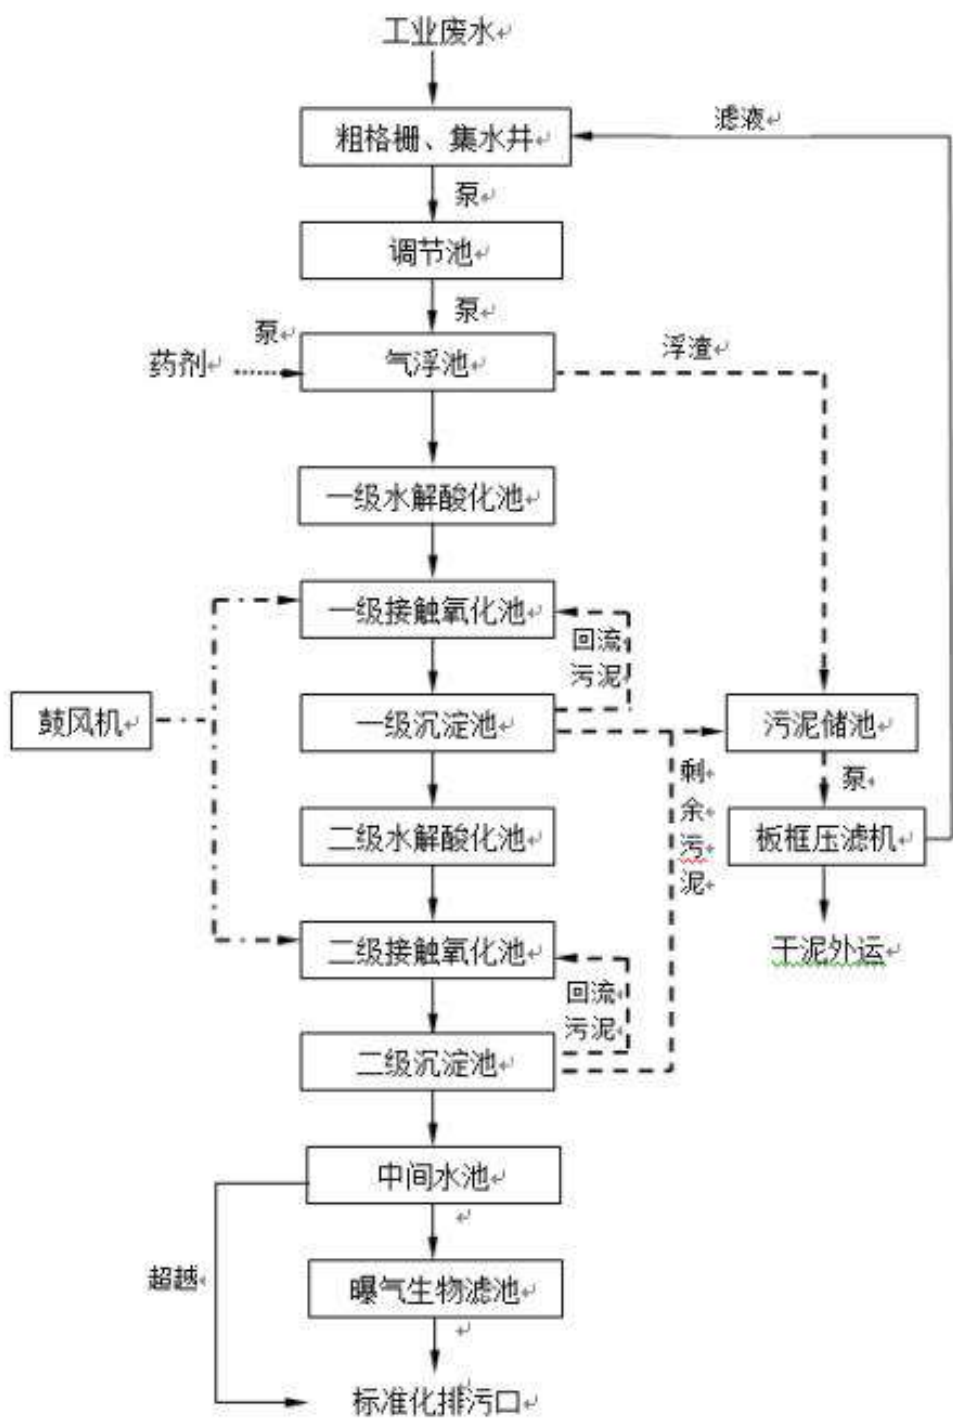 工业废水
滤液
粗格栅、集水井
泵
调节池
泵
泵
浮渣
药剂
气浮池
一级水解酸化池
一级接触氧化池
回流
污泥
鼓风机
一级沉淀池
污泥储池
剩
余
污
泥
泵
二级水解酸化池
板框压滤机
二级接触氧化池
干泥外运
回流
污泥
二级沉淀池
中间水池
超越
曝气生物滤池
标准化排污口